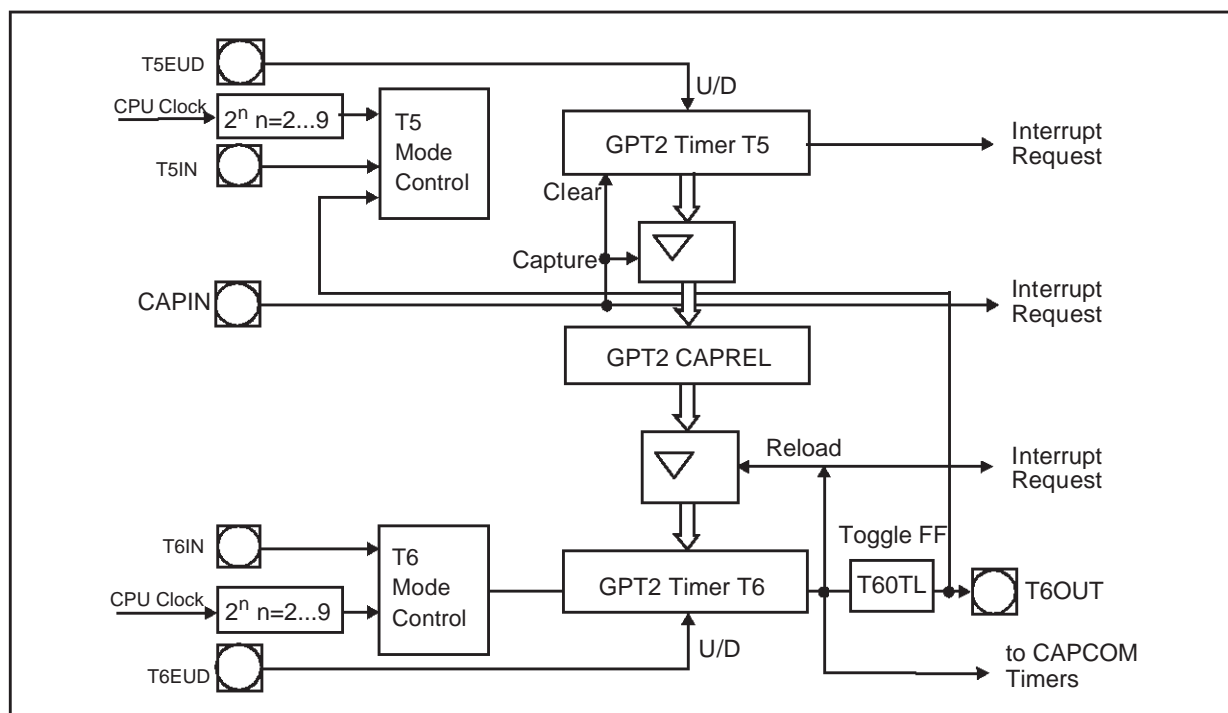 T5EUD
CPU Clock
2ⁿ n=2...9
T5IN
T5
Mode
Control
U/D
GPT2 Timer T5
Interrupt
Request
Clear
Capture
CAPIN
Interrupt
Request
GPT2 CAPREL
Reload
Interrupt
Request
T6IN
CPU Clock
2ⁿ n=2...9
T6EUD
T6
Mode
Control
GPT2 Timer T6
U/D
Toggle FF
T60TL
T6OUT
to CAPCOM
Timers